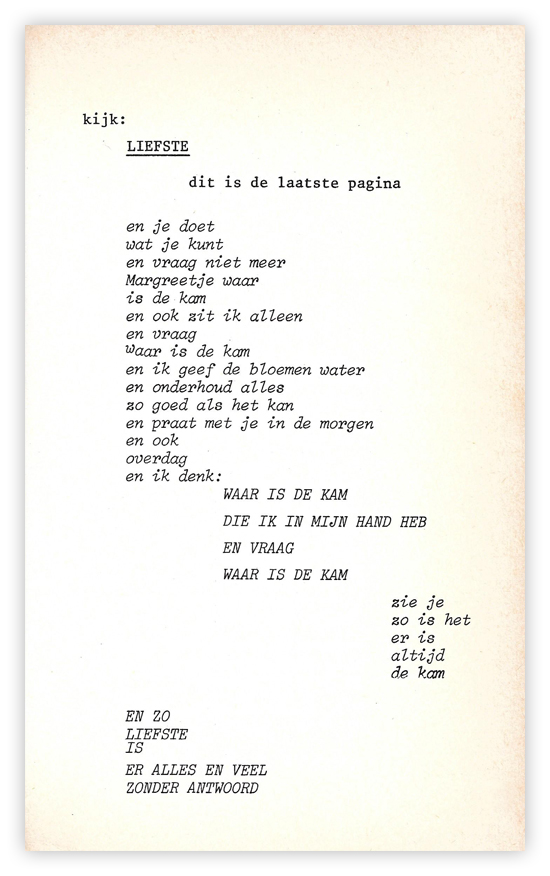 kijk:
LIEFSTE
dit is de laatste pagina
en je doet
wat je kunt
en vraag niet meer
Margreetje waar
is de kam
en ook zit ik alleen
en vraag
waar is de kam
en ik geef de bloemen water
en onderhoud alles
zo goed als het kan
en praat met je in de morgen
en ook
overdag
en ik denk:
WAAR IS DE KAM
DIE IK IN MIJN HAND HEB
EN VRAAG
WAAR IS DE KAM
zie je
zo is het
er is
altijd
de kam
EN ZO
LIEFSTE
IS
ER ALLES EN VEEL
ZONDER ANTWOORD